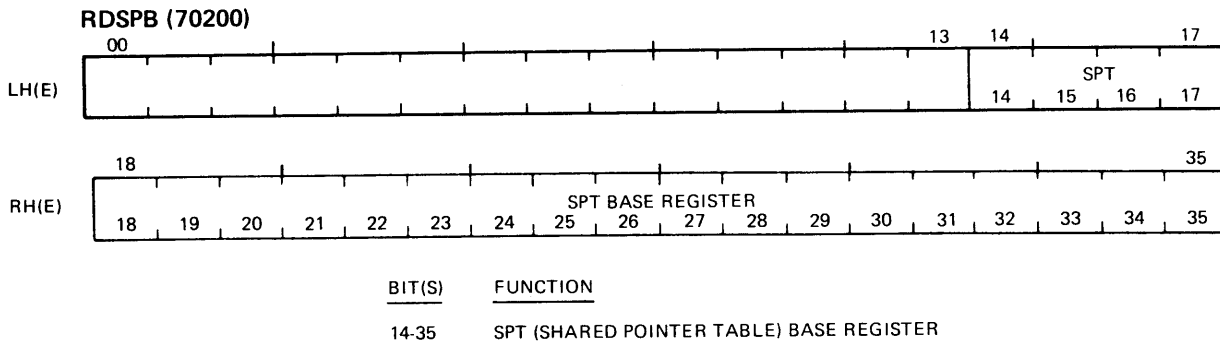 RDSPB (70200)
00 13 14 17
LH(E) SPT
14 15 16 17
18 35
RH(E) SPT BASE REGISTER
18 19 20 21 22 23 24 25 26 27 28 29 30 31 32 33 34 35
BIT(S) FUNCTION
14-35 SPT (SHARED POINTER TABLE) BASE REGISTER